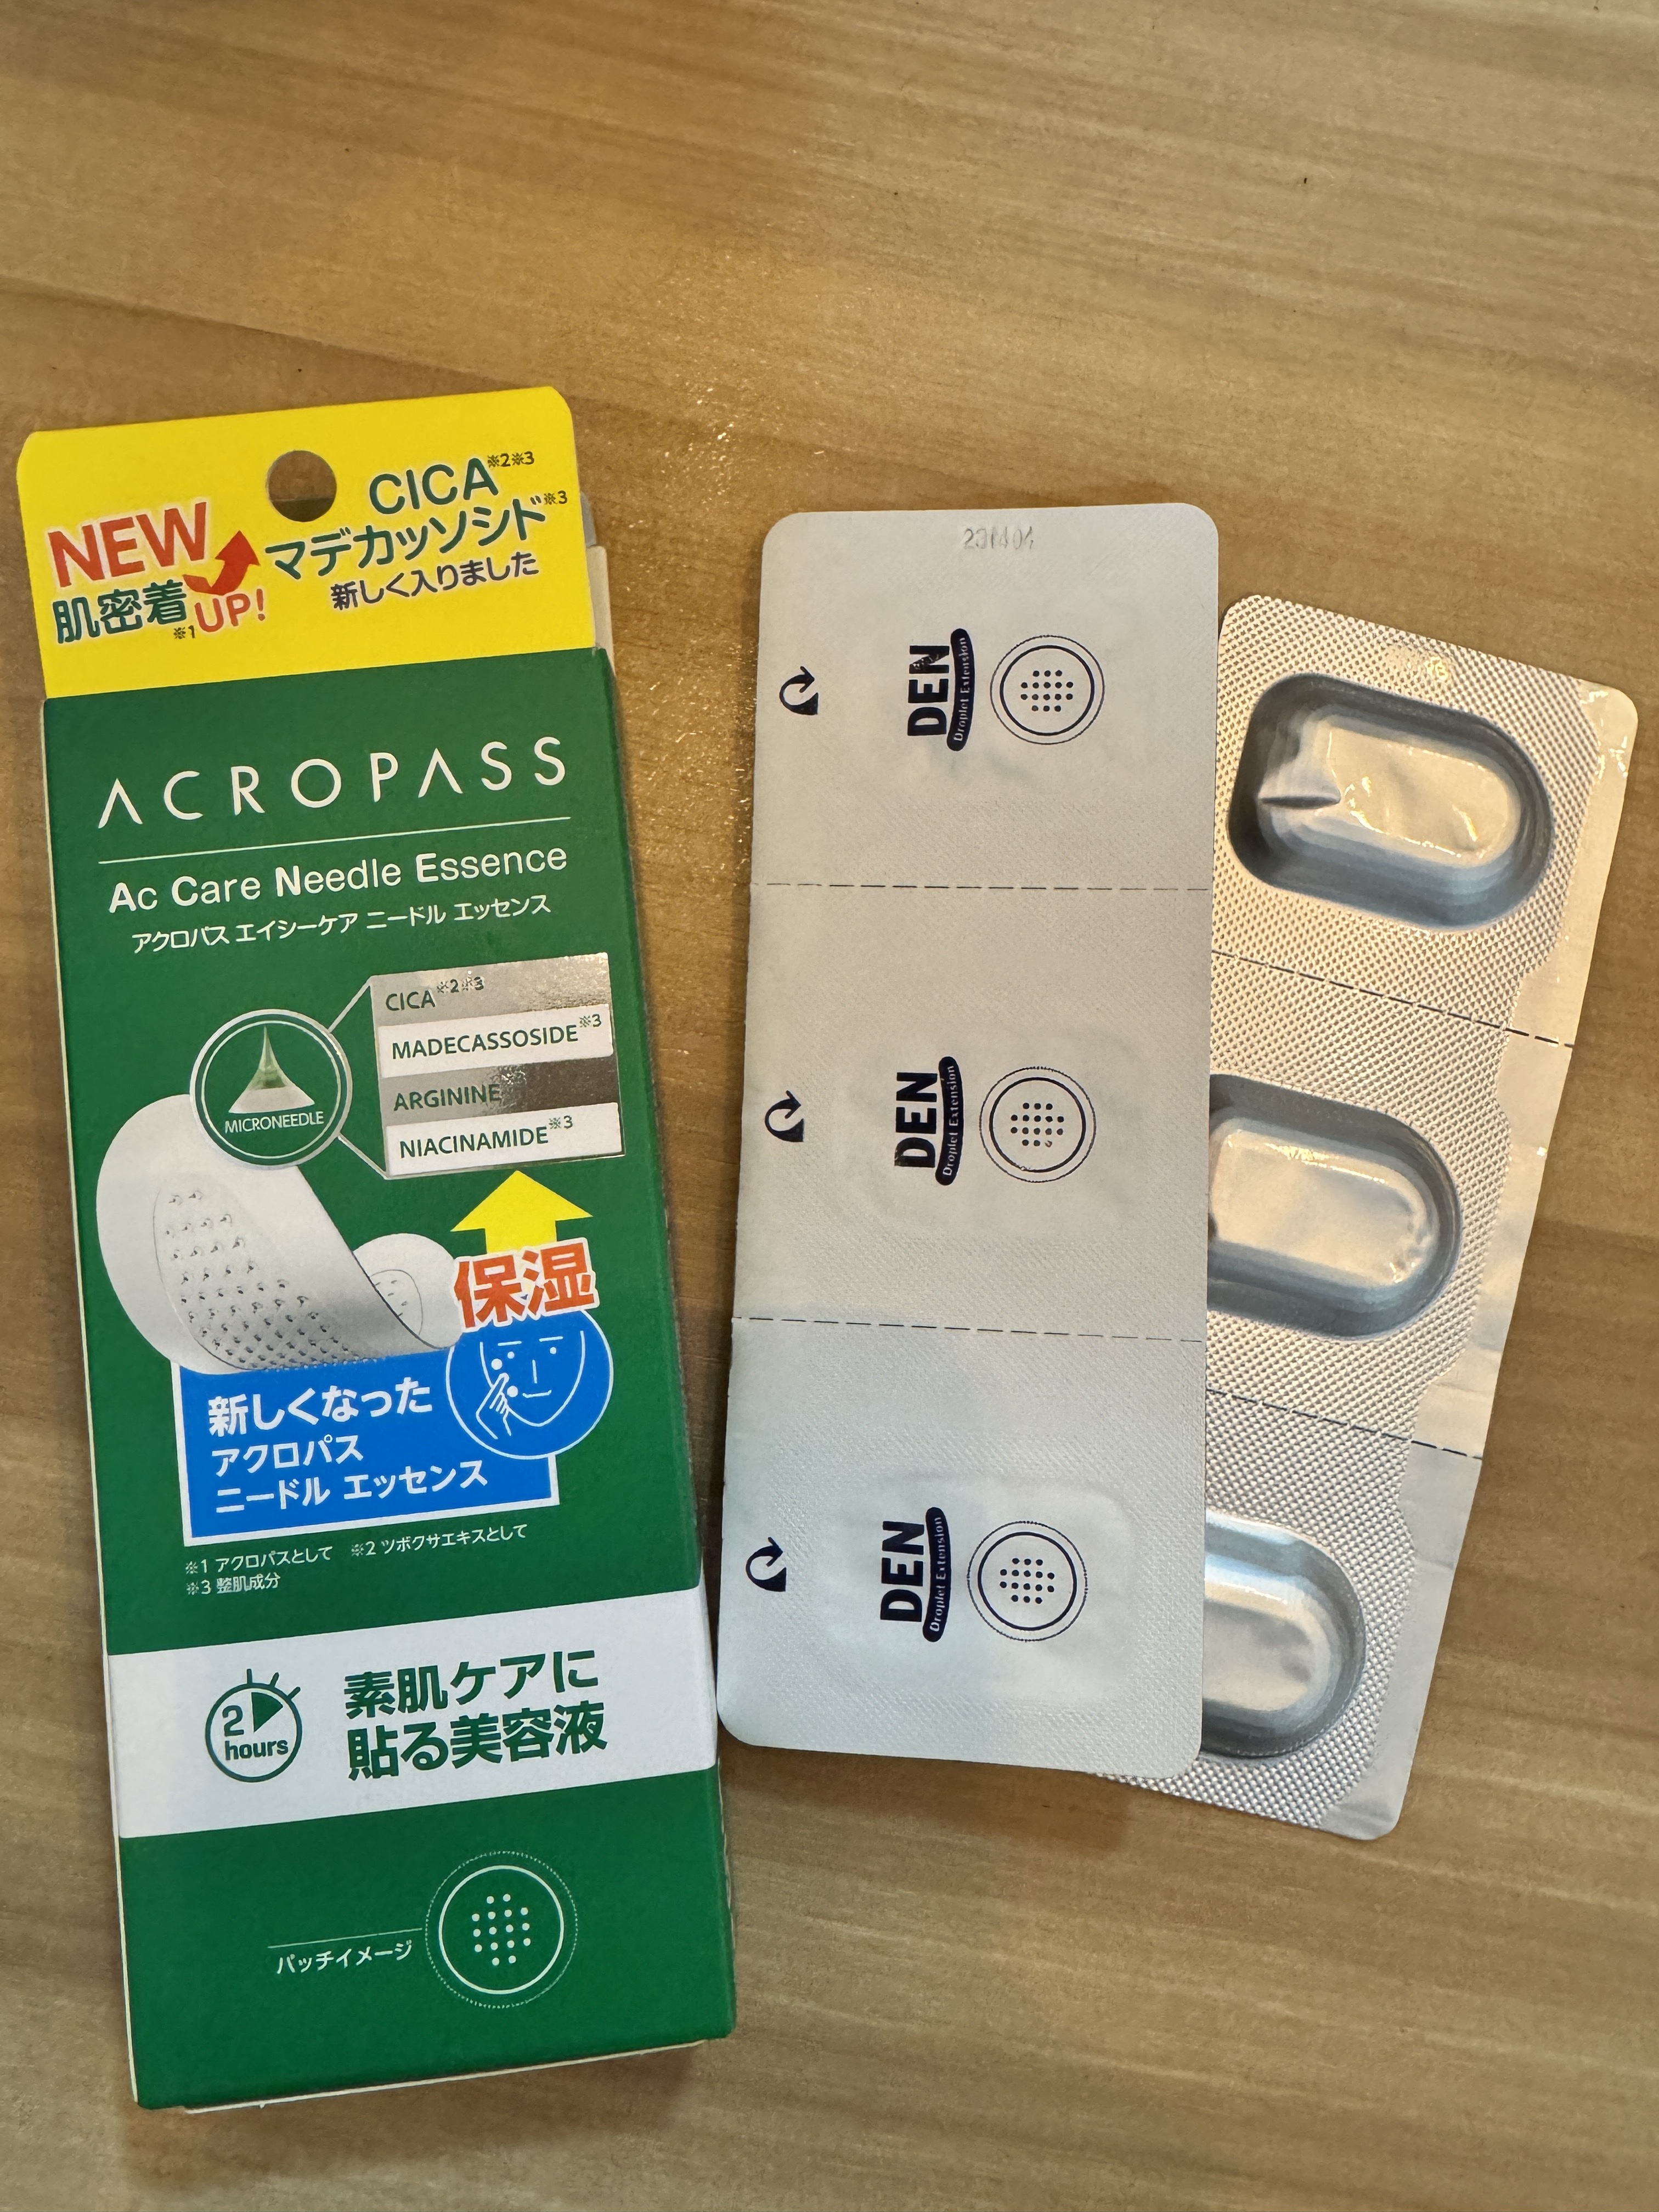 NEW
肌密着※1UP!
CICA※2※3
マデカッソシド※3
新しく入りました
ACROPASS
Ac Care Needle Essence
アクロパス エイシーケア ニードル エッセンス
CICA※2※3
MADECASSOSIDE※3
ARGININE
NIACINAMIDE※3
MICRONEEDLE
保湿
新しくなった
アクロパス
ニードル エッセンス
※1 アクロパスとして ※2 ツボクサエキスとして
※3 整肌成分
2
hours
素肌ケアに
貼る美容液
パッチイメージ
DEN
Droplet Extension
DEN
Droplet Extension
DEN
Droplet Extension